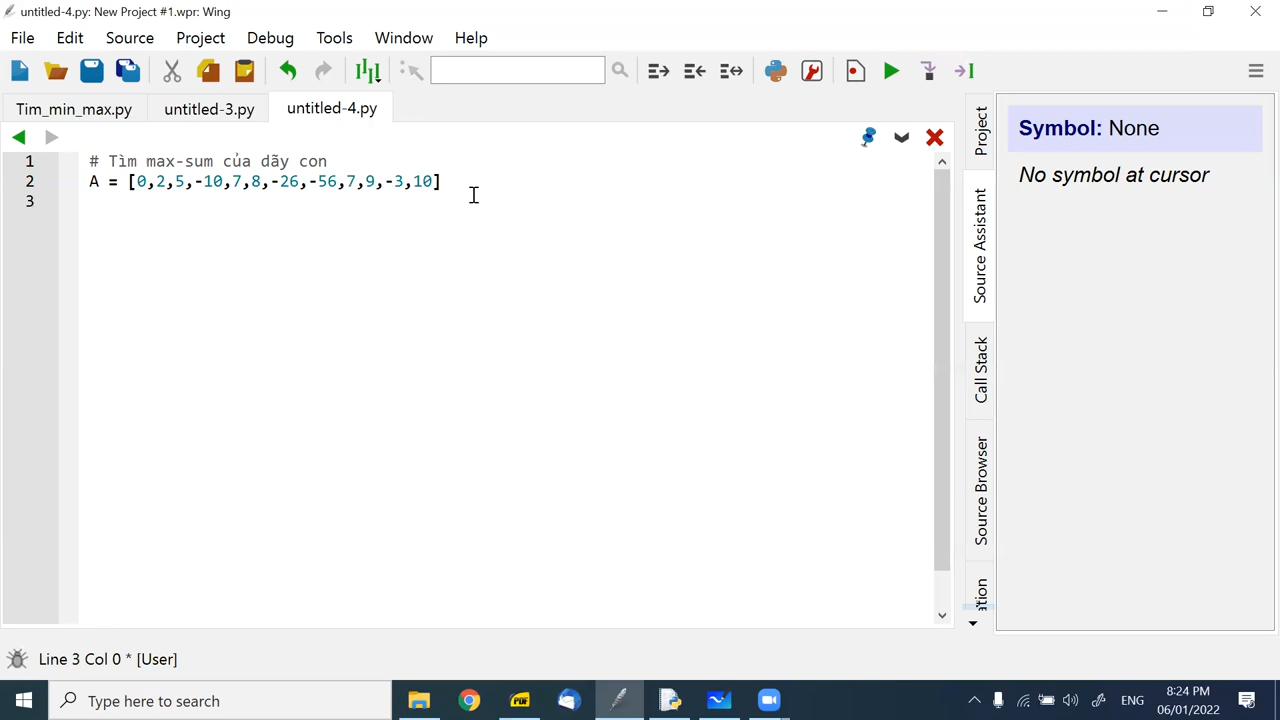 untitled-4.py: New Project #1.wpr: Wing
File Edit Source Project Debug Tools Window Help
Tim_min_max.py untitled-3.py untitled-4.py
1 # Tìm max-sum của dãy con
2 A = [0,2,5,-10,7,8,-26,-56,7,9,-3,10]
3
Project
Source Assistant
Call Stack
Source Browser
Symbol: None
No symbol at cursor
Line 3 Col 0 * [User]
Type here to search
PDF
ENG
8:24 PM
06/01/2022